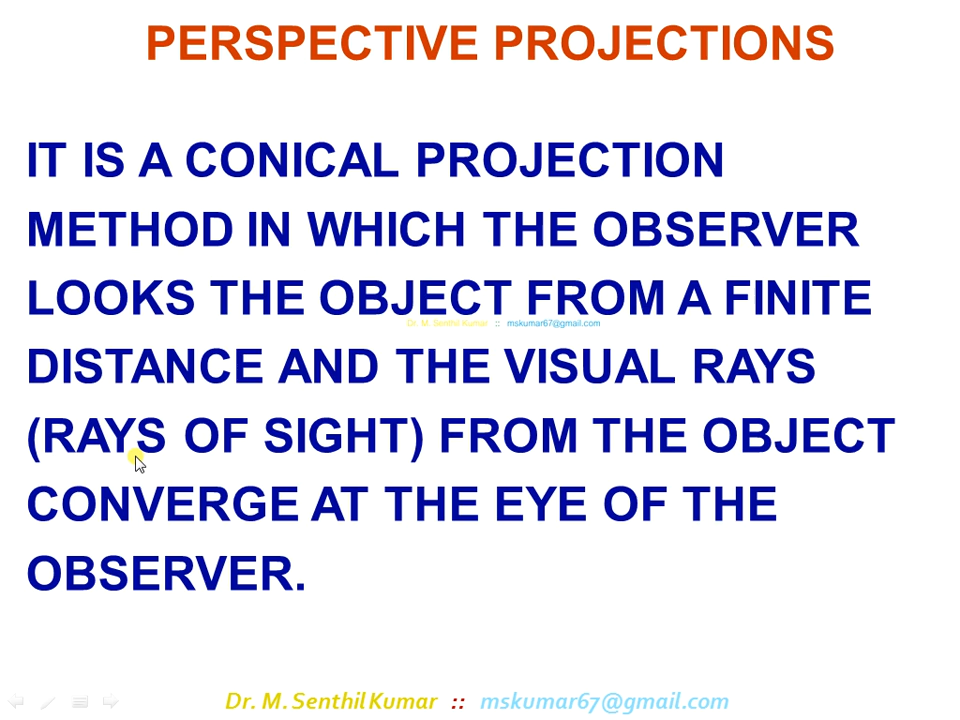 PERSPECTIVE PROJECTIONS
IT IS A CONICAL PROJECTION
METHOD IN WHICH THE OBSERVER
LOOKS THE OBJECT FROM A FINITE
Dr. M. Senthil Kumar :: mskumar67@gmail.com
DISTANCE AND THE VISUAL RAYS
(RAYS OF SIGHT) FROM THE OBJECT
CONVERGE AT THE EYE OF THE
OBSERVER.
Dr. M. Senthil Kumar :: mskumar67@gmail.com